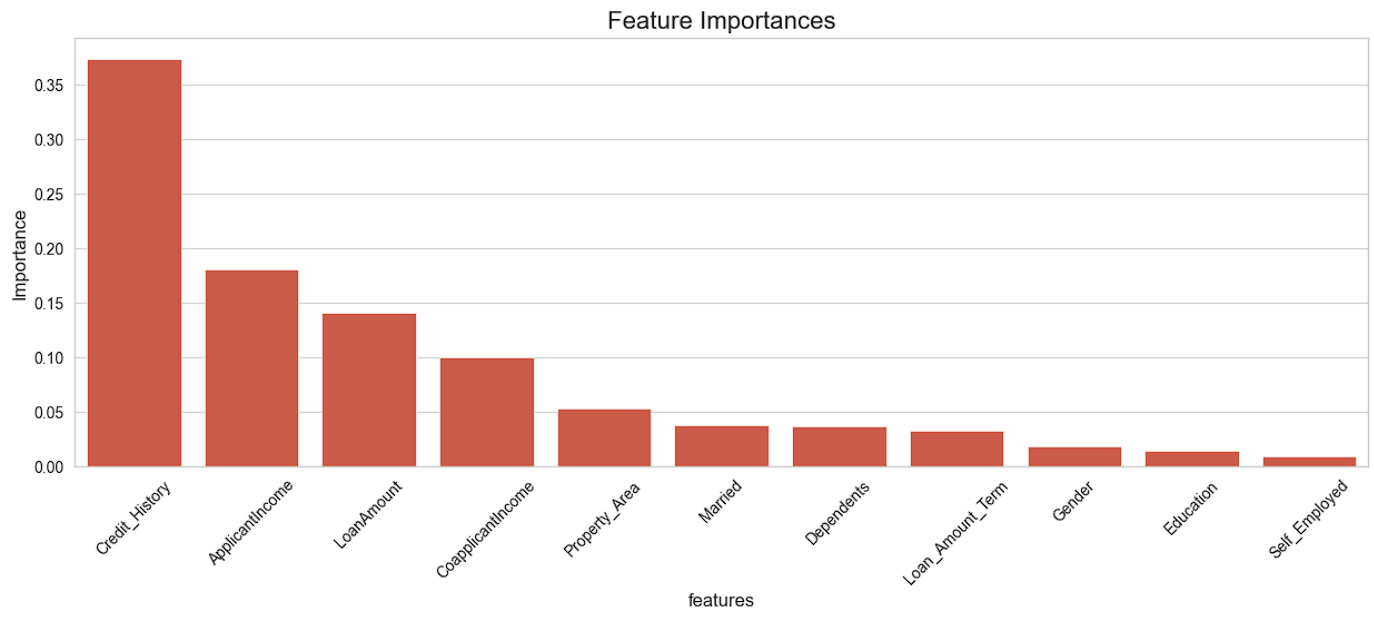 Feature Importances
0.35
0.30
0.25
0.20
0.15
0.10
0.05
0.00
Importance
Credit_History
ApplicantIncome
LoanAmount
CoapplicantIncome
Property_Area
Married
Dependents
Loan_Amount_Term
Gender
Education
Self_Employed
features